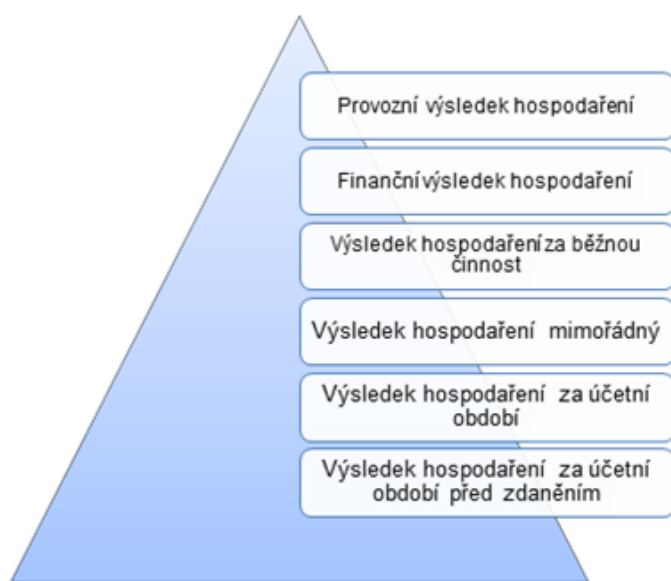 Provozní výsledek hospodaření
Finanční výsledek hospodaření
Výsledek hospodaření za běžnou
činnost
Výsledek hospodaření mimořádný
Výsledek hospodaření za účetní
období
Výsledek hospodaření za účetní
období před zdaněním